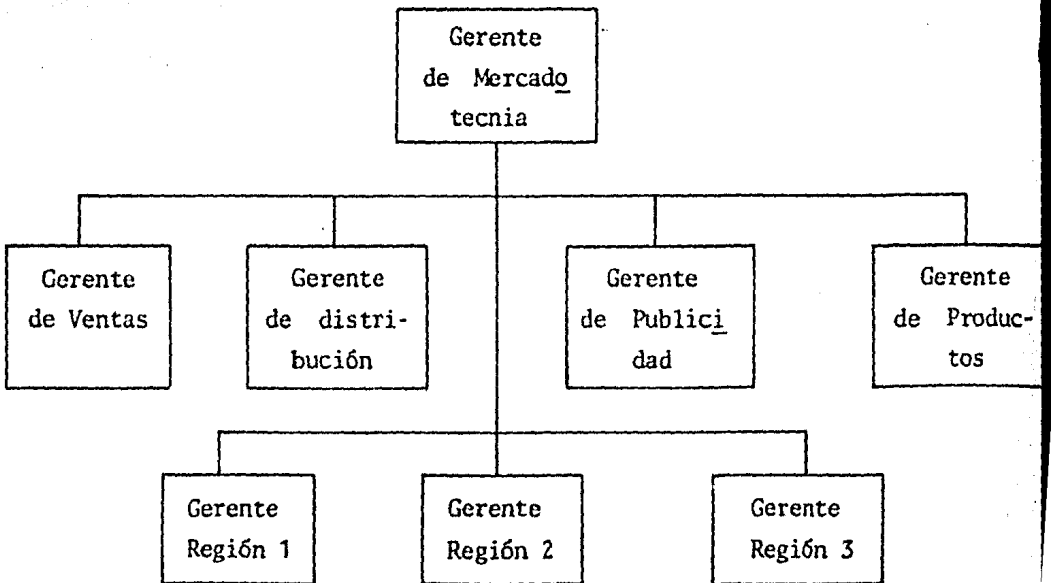 Gerente
de Mercado
tecnia
Gerente
de Ventas
Gerente
de distri-
bución
Gerente
de Publici
dad
Gerente
de Produc-
tos
Gerente
Región 1
Gerente
Región 2
Gerente
Región 3